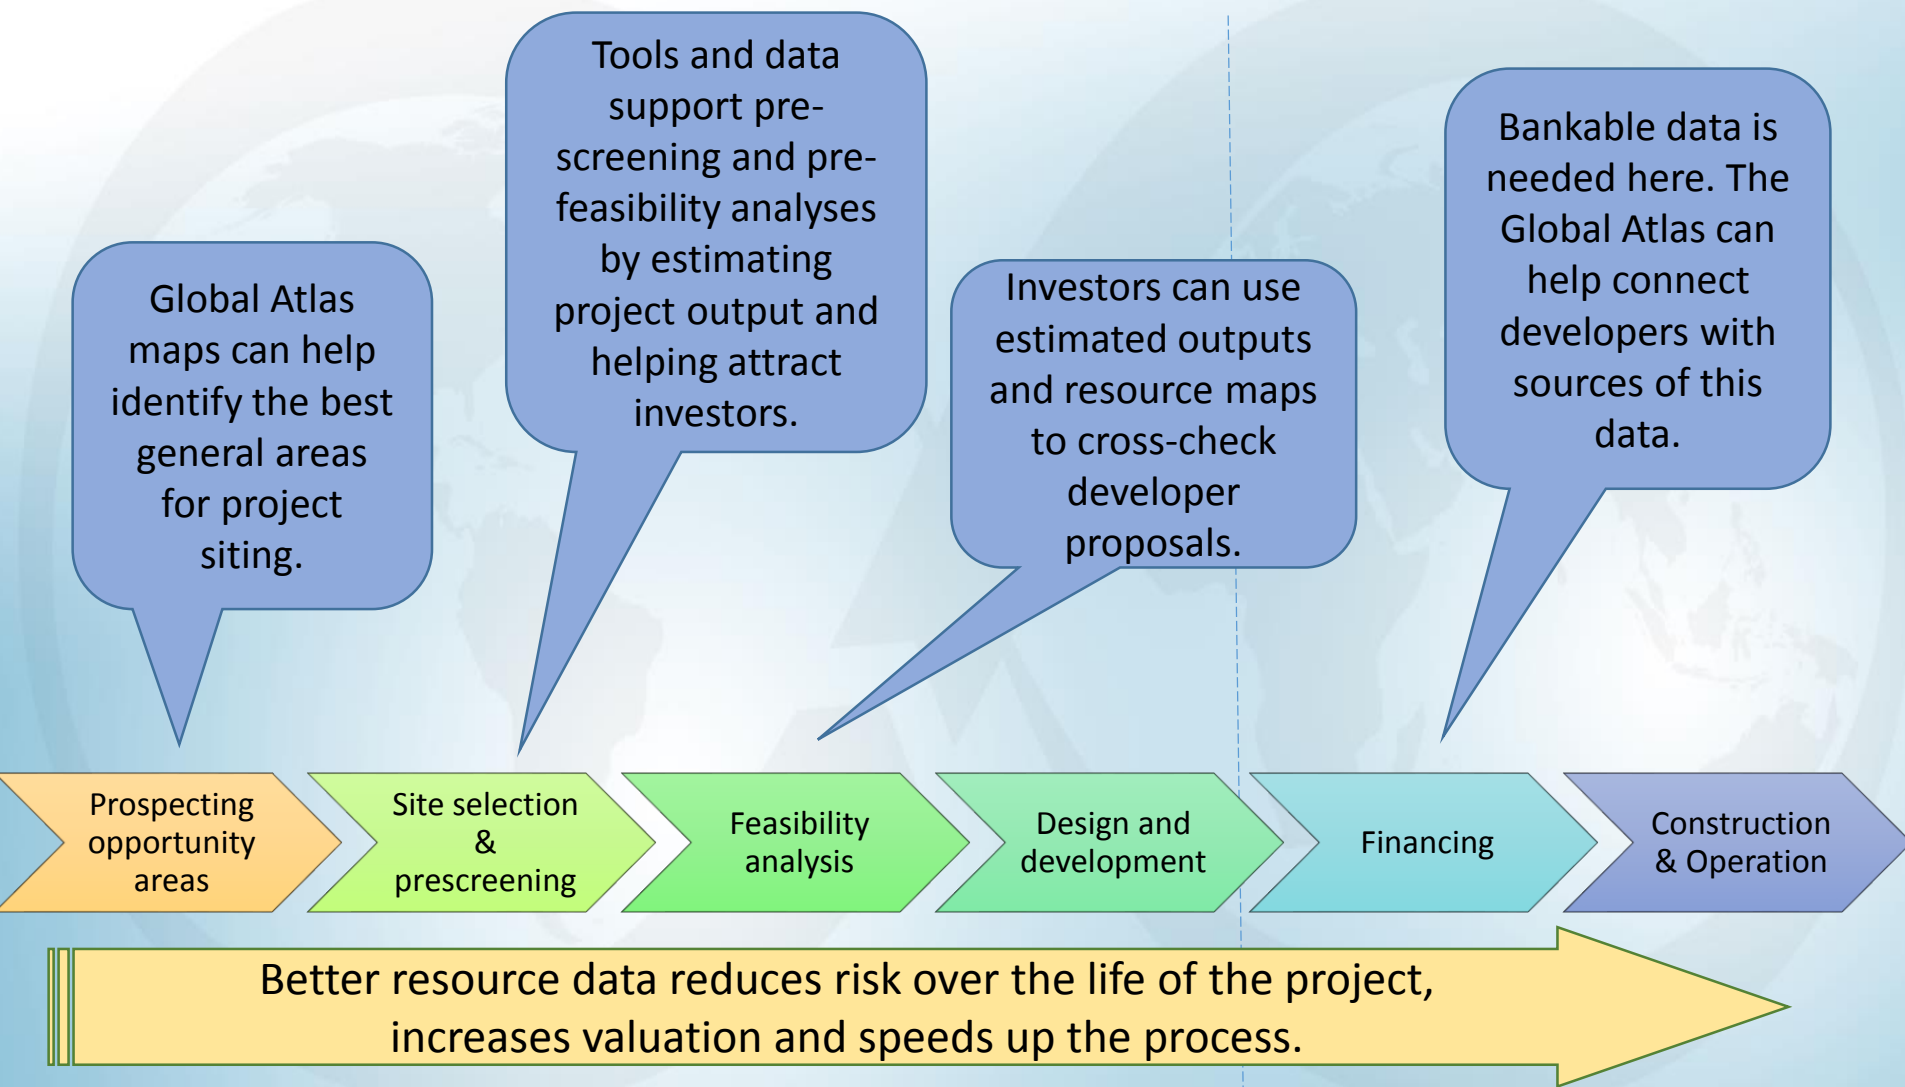 Global Atlas
maps can help
identify the best
general areas
for project
siting.
Tools and data
support pre-
screening and pre-
feasibility analyses
by estimating
project output and
helping attract
investors.
Investors can use
estimated outputs
and resource maps
to cross-check
developer
proposals.
Bankable data is
needed here. The
Global Atlas can
help connect
developers with
sources of this
data.
Prospecting
opportunity
areas
Site selection
&
prescreening
Feasibility
analysis
Design and
development
Financing
Construction
& Operation
Better resource data reduces risk over the life of the project,
increases valuation and speeds up the process.